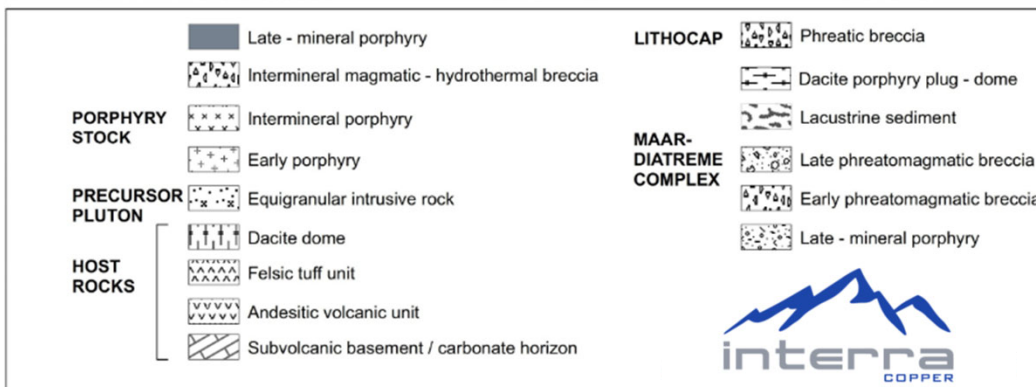 Late - mineral porphyry
Intermineral magmatic - hydrothermal breccia
PORPHYRY
STOCK
Intermineral porphyry
Early porphyry
PRECURSOR
PLUTON
Equigranular intrusive rock
HOST
ROCKS
Dacite dome
Felsic tuff unit
Andesitic volcanic unit
Subvolcanic basement / carbonate horizon
LITHOCAP
Phreatic breccia
MAAR-
DIATREME
COMPLEX
Dacite porphyry plug - dome
Lacustrine sediment
Late phreatomagmatic breccia
Early phreatomagmatic breccia
Late - mineral porphyry
interra
COPPER